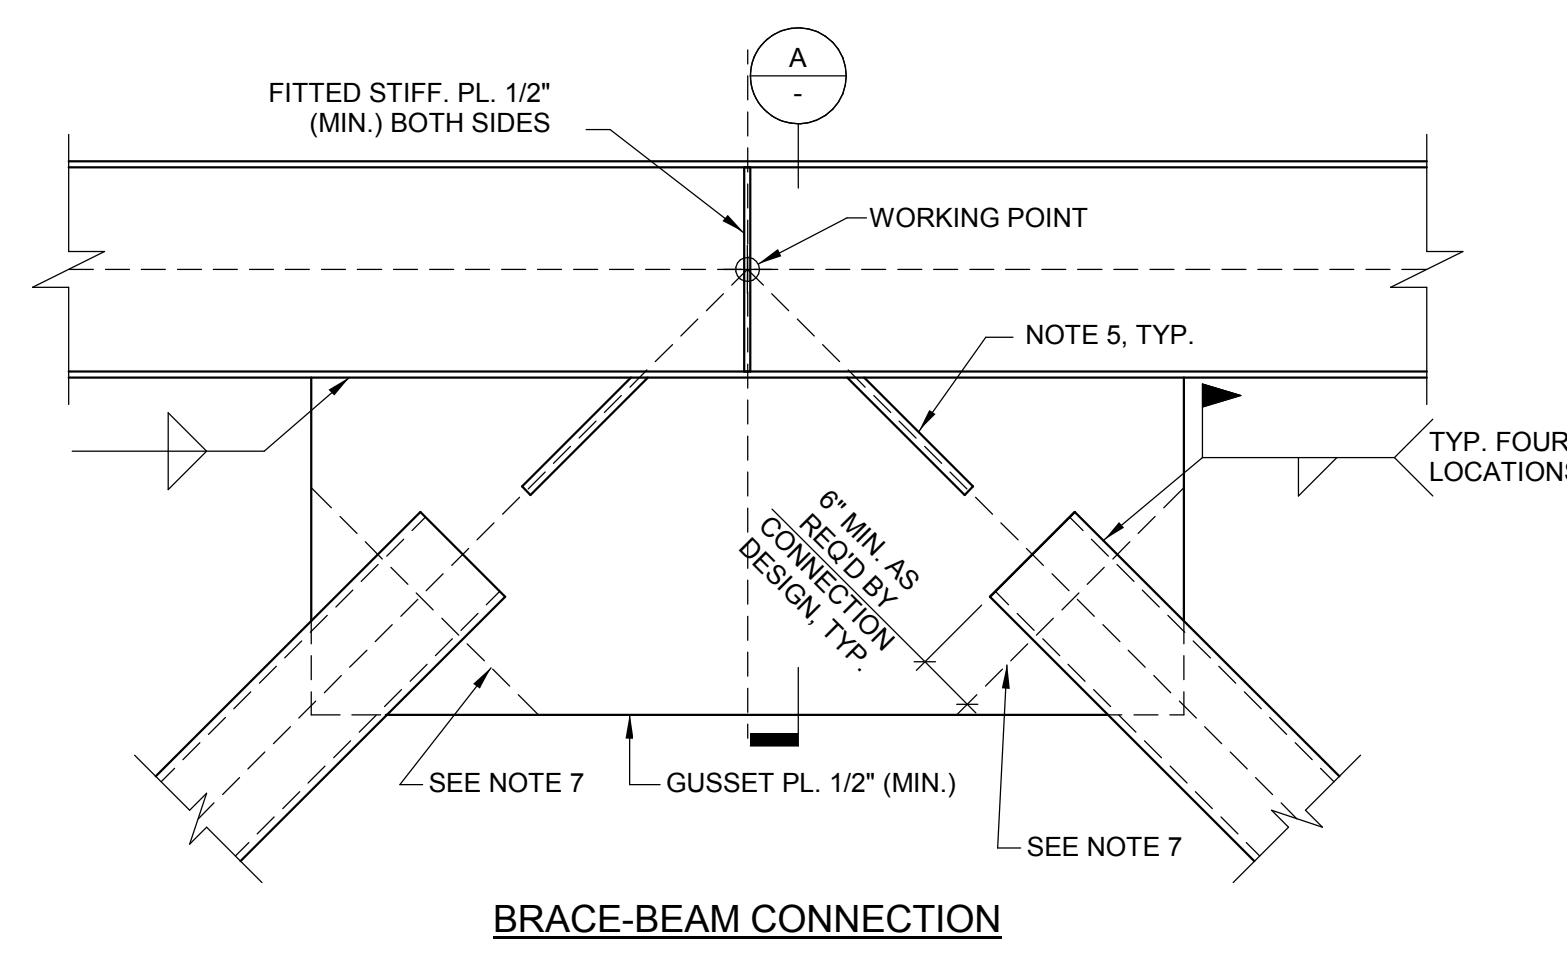 A
-
FITTED STIFF. PL. 1/2"
(MIN.) BOTH SIDES
WORKING POINT
NOTE 5, TYP.
TYP. FOUR
LOCATIONS
6" MIN. AS
REQ'D BY
CONNECTION
DESIGN, TYP.
SEE NOTE 7
GUSSET PL. 1/2" (MIN.)
SEE NOTE 7
BRACE-BEAM CONNECTION